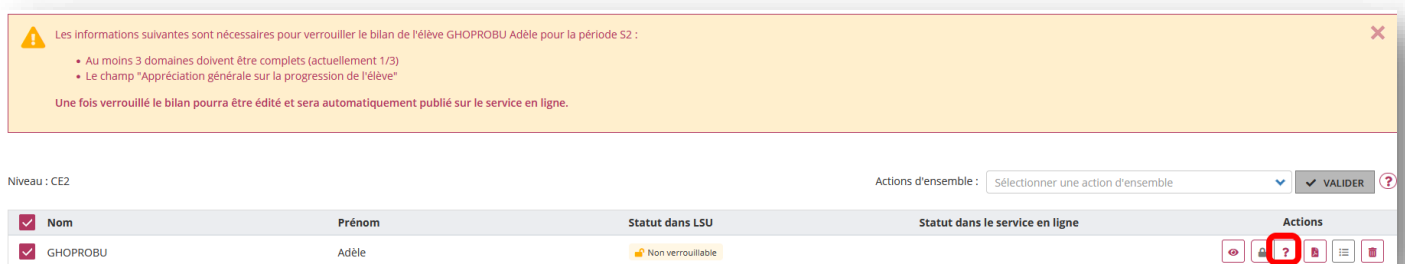 Les informations suivantes sont nécessaires pour verrouiller le bilan de l'élève GHOPROBU Adèle pour la période S2 :
• Au moins 3 domaines doivent être complets (actuellement 1/3)
• Le champ "Appréciation générale sur la progression de l'élève"
Une fois verrouillé le bilan pourra être édité et sera automatiquement publié sur le service en ligne.
Niveau : CE2 Actions d'ensemble : Sélectionner une action d'ensemble VALIDER ?
Nom Prénom Statut dans LSU Statut dans le service en ligne Actions
GHOPROBU Adèle Non verrouillable ?